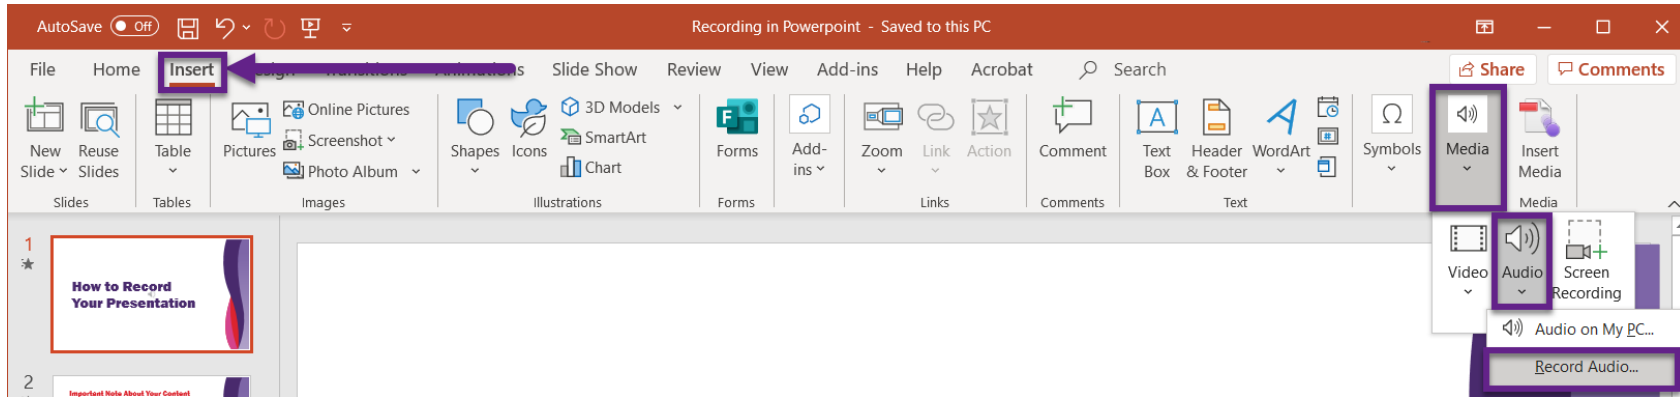 AutoSave Off Recording in Powerpoint - Saved to this PC
File Home Insert Slide Show Review View Add-ins Help Acrobat Search Share Comments
New Slide
Reuse Slides
Table
Pictures
Online Pictures
Screenshot
Photo Album
Shapes
Icons
3D Models
SmartArt
Chart
Forms
Add-ins
Zoom
Link
Action
Comment
Text Box
Header & Footer
WordArt
Symbols
Media
Insert Media
Slides Tables Images Illustrations Forms Links Comments Text Media
Video
Audio
Screen Recording
Audio on My PC...
Record Audio...
1
How to Record
Your Presentation
2
Important Note About Your Content